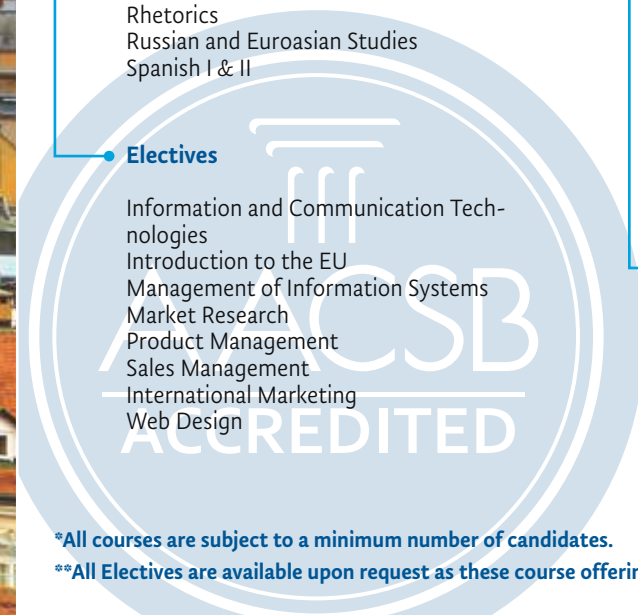 Rhetorics
Russian and Euroasian Studies
Spanish I & II
Electives
Information and Communication Tech-
nologies
Introduction to the EU
Management of Information Systems
Market Research
Product Management
Sales Management
International Marketing
Web Design
AACSB
ACCREDITED
*All courses are subject to a minimum number of candidates.
**All Electives are available upon request as these course offerin